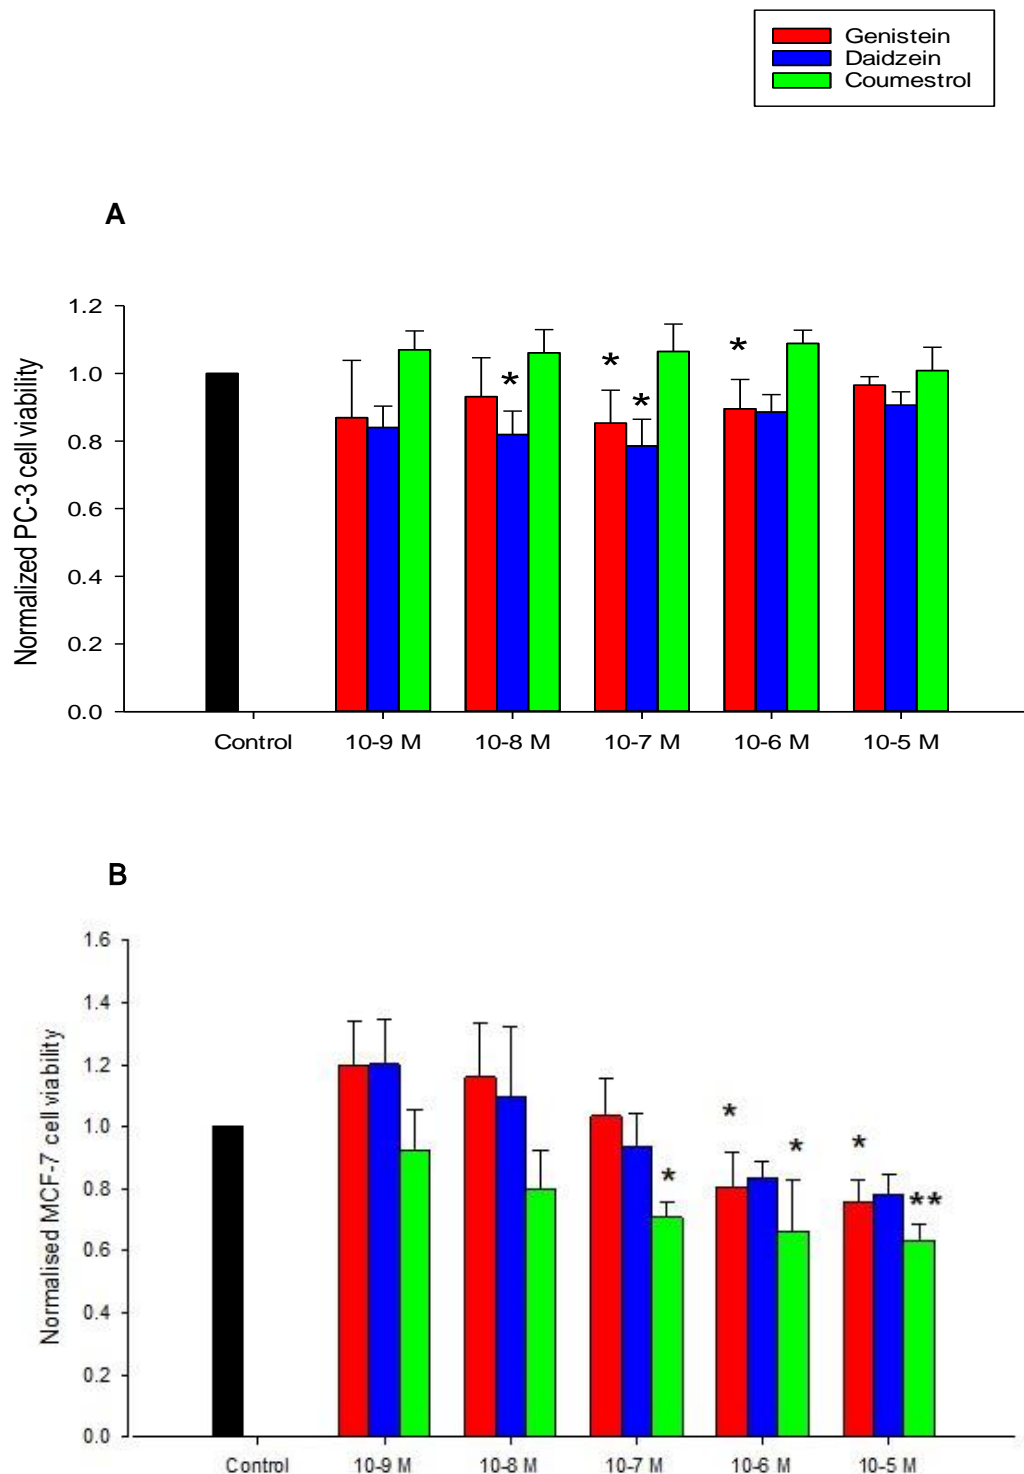 Genistein
Daidzein
Coumestrol
A
Normalized PC-3 cell viability
1.2
1.0
0.8
0.6
0.4
0.2
0.0
*
*
*
*
Control 10-9 M 10-8 M 10-7 M 10-6 M 10-5 M
B
Normalised MCF-7 cell viability
1.6
1.4
1.2
1.0
0.8
0.6
0.4
0.2
0.0
*
*
*
*
**
Control 10-9 M 10-8 M 10-7 M 10-6 M 10-5 M